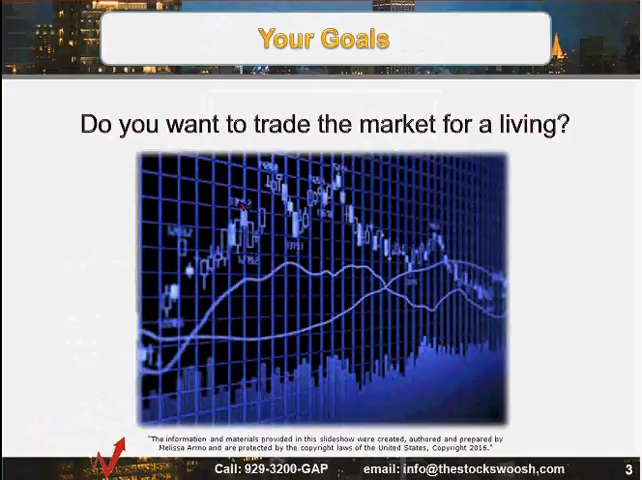 Your Goals
Do you want to trade the market for a living?
"The information and materials provided in this slideshow were created, authored and prepared by
Melissa Armo and are protected by the copyright laws of the United States, Copyright 2016."
Call: 929-3200-GAP email: info@thestockswoosh.com 3